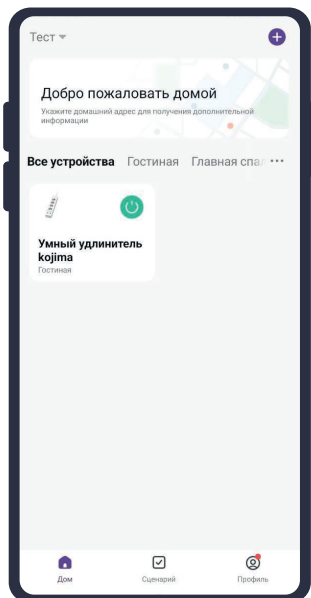 Тест
Добро пожаловать домой
Укажите домашний адрес для получения дополнительной
информации
Все устройства Гостиная Главная спал
Умный удлинитель
kojima
Гостиная
Дом Сценарий Профиль